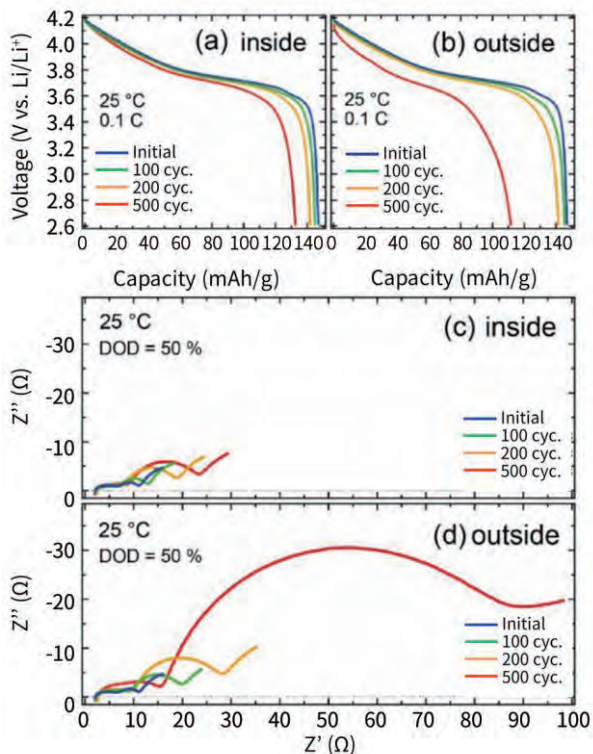 (a) inside
(b) outside
4.2
4.0
3.8
3.6
3.4
3.2
3.0
2.8
2.6
Voltage (V vs. Li/Li⁺)
25 °C
0.1 C
Initial
100 cyc.
200 cyc.
500 cyc.
25 °C
0.1 C
Initial
100 cyc.
200 cyc.
500 cyc.
0 20 40 60 80 100 120 140
0 20 40 60 80 100 120 140
Capacity (mAh/g)
Capacity (mAh/g)
(c) inside
25 °C
DOD = 50 %
-30
-20
-10
0
Z'' (Ω)
Initial
100 cyc.
200 cyc.
500 cyc.
(d) outside
25 °C
DOD = 50 %
-30
-20
-10
0
Z'' (Ω)
Initial
100 cyc.
200 cyc.
500 cyc.
0 10 20 30 40 50 60 70 80 90 100
Z' (Ω)